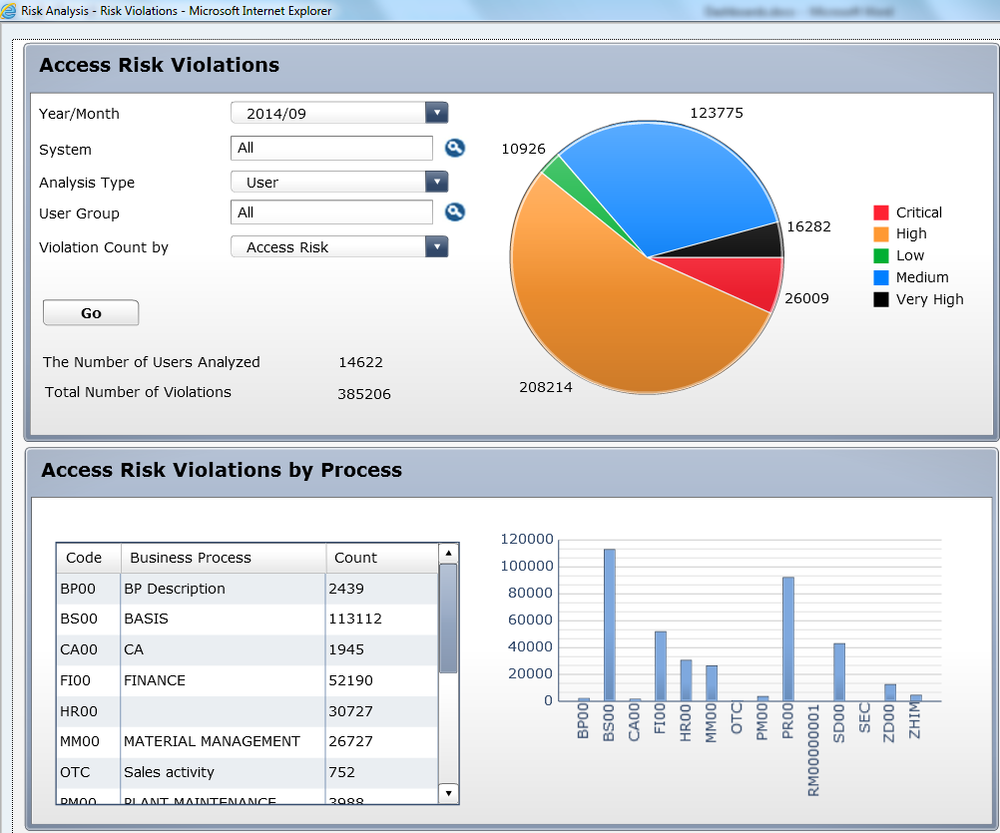 Risk Analysis - Risk Violations - Microsoft Internet Explorer
Access Risk Violations
Year/Month 2014/09
System All
Analysis Type User
User Group All
Violation Count by Access Risk
Go
The Number of Users Analyzed 14622
Total Number of Violations 385206
123775
10926
16282
26009
208214
Critical
High
Low
Medium
Very High
Access Risk Violations by Process
Code Business Process Count
BP00 BP Description 2439
BS00 BASIS 113112
CA00 CA 1945
FI00 FINANCE 52190
HR00 30727
MM00 MATERIAL MANAGEMENT 26727
OTC Sales activity 752
PM00 PLANT MAINTENANCE 3988
120000
100000
80000
60000
40000
20000
0
BP00
BS00
CA00
FI00
HR00
MM00
OTC
PM00
PR00
RM00000001
SD00
SEC
ZD00
ZHIM